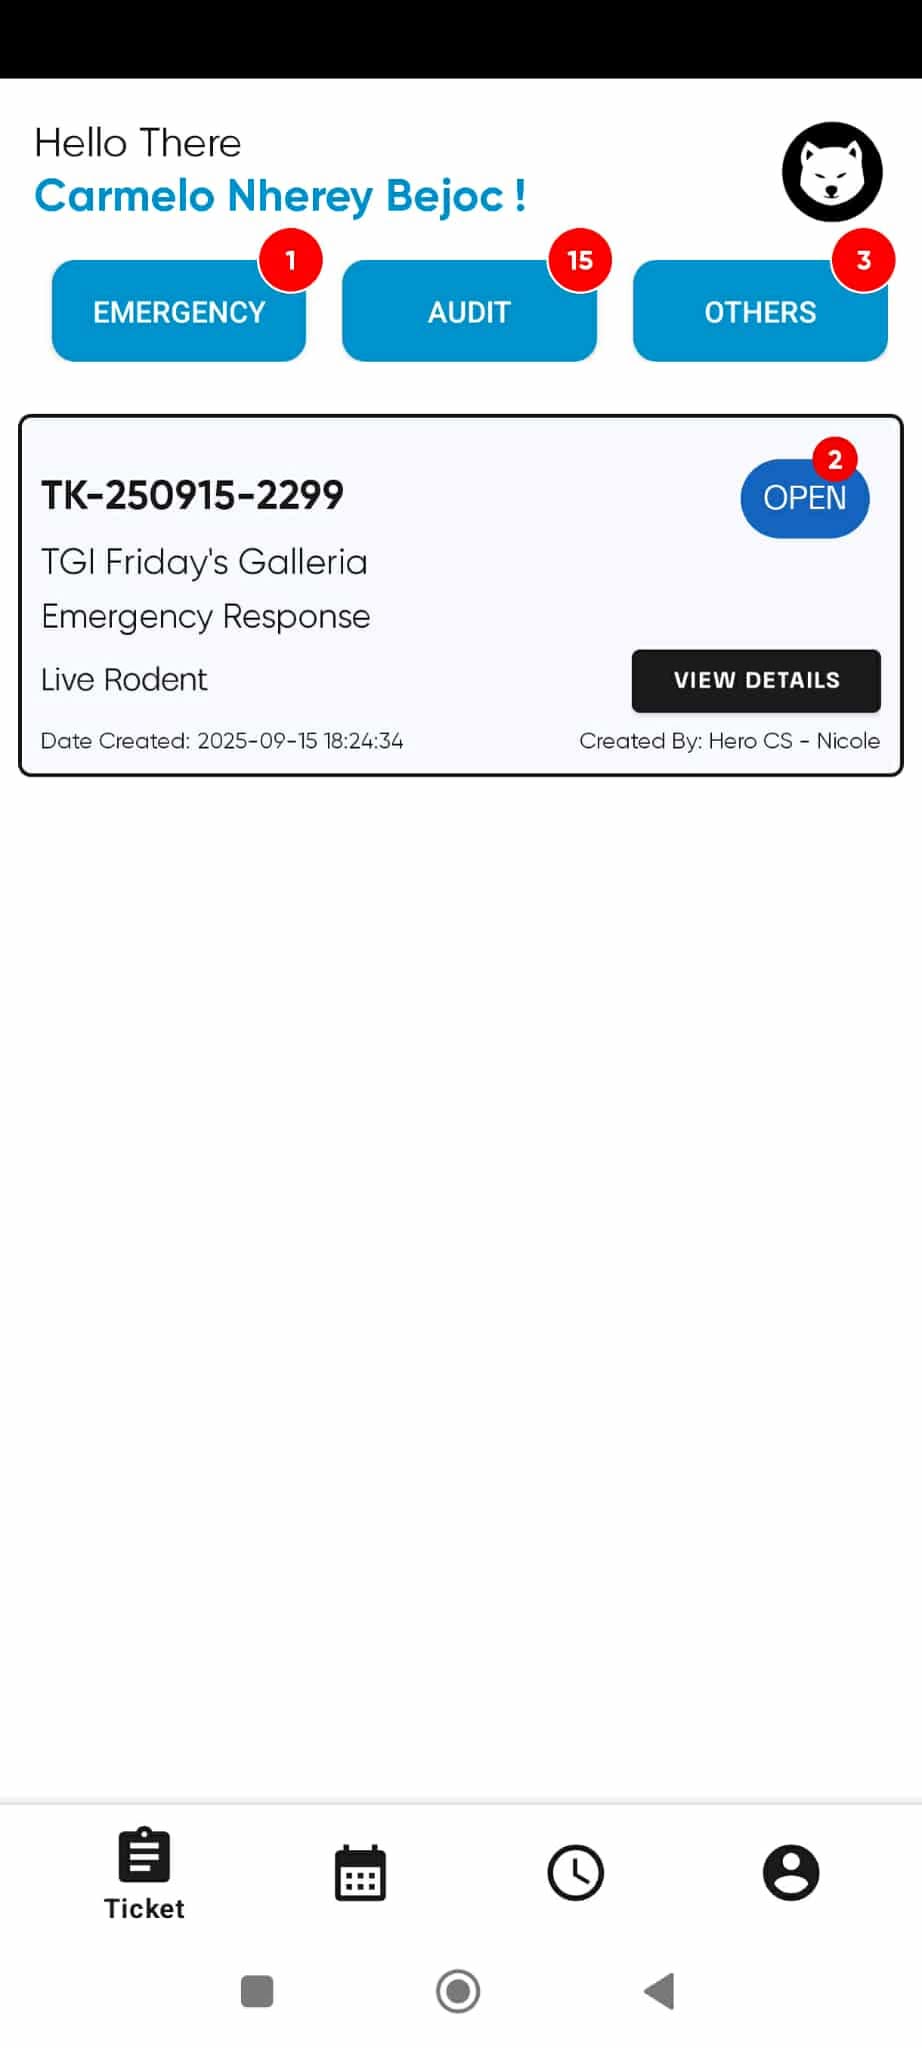 Hello There
Carmelo Nherey Bejoc !
1
15
3
EMERGENCY
AUDIT
OTHERS
2
TK-250915-2299
OPEN
TGI Friday's Galleria
Emergency Response
Live Rodent
VIEW DETAILS
Date Created: 2025-09-15 18:24:34
Created By: Hero CS - Nicole
Ticket